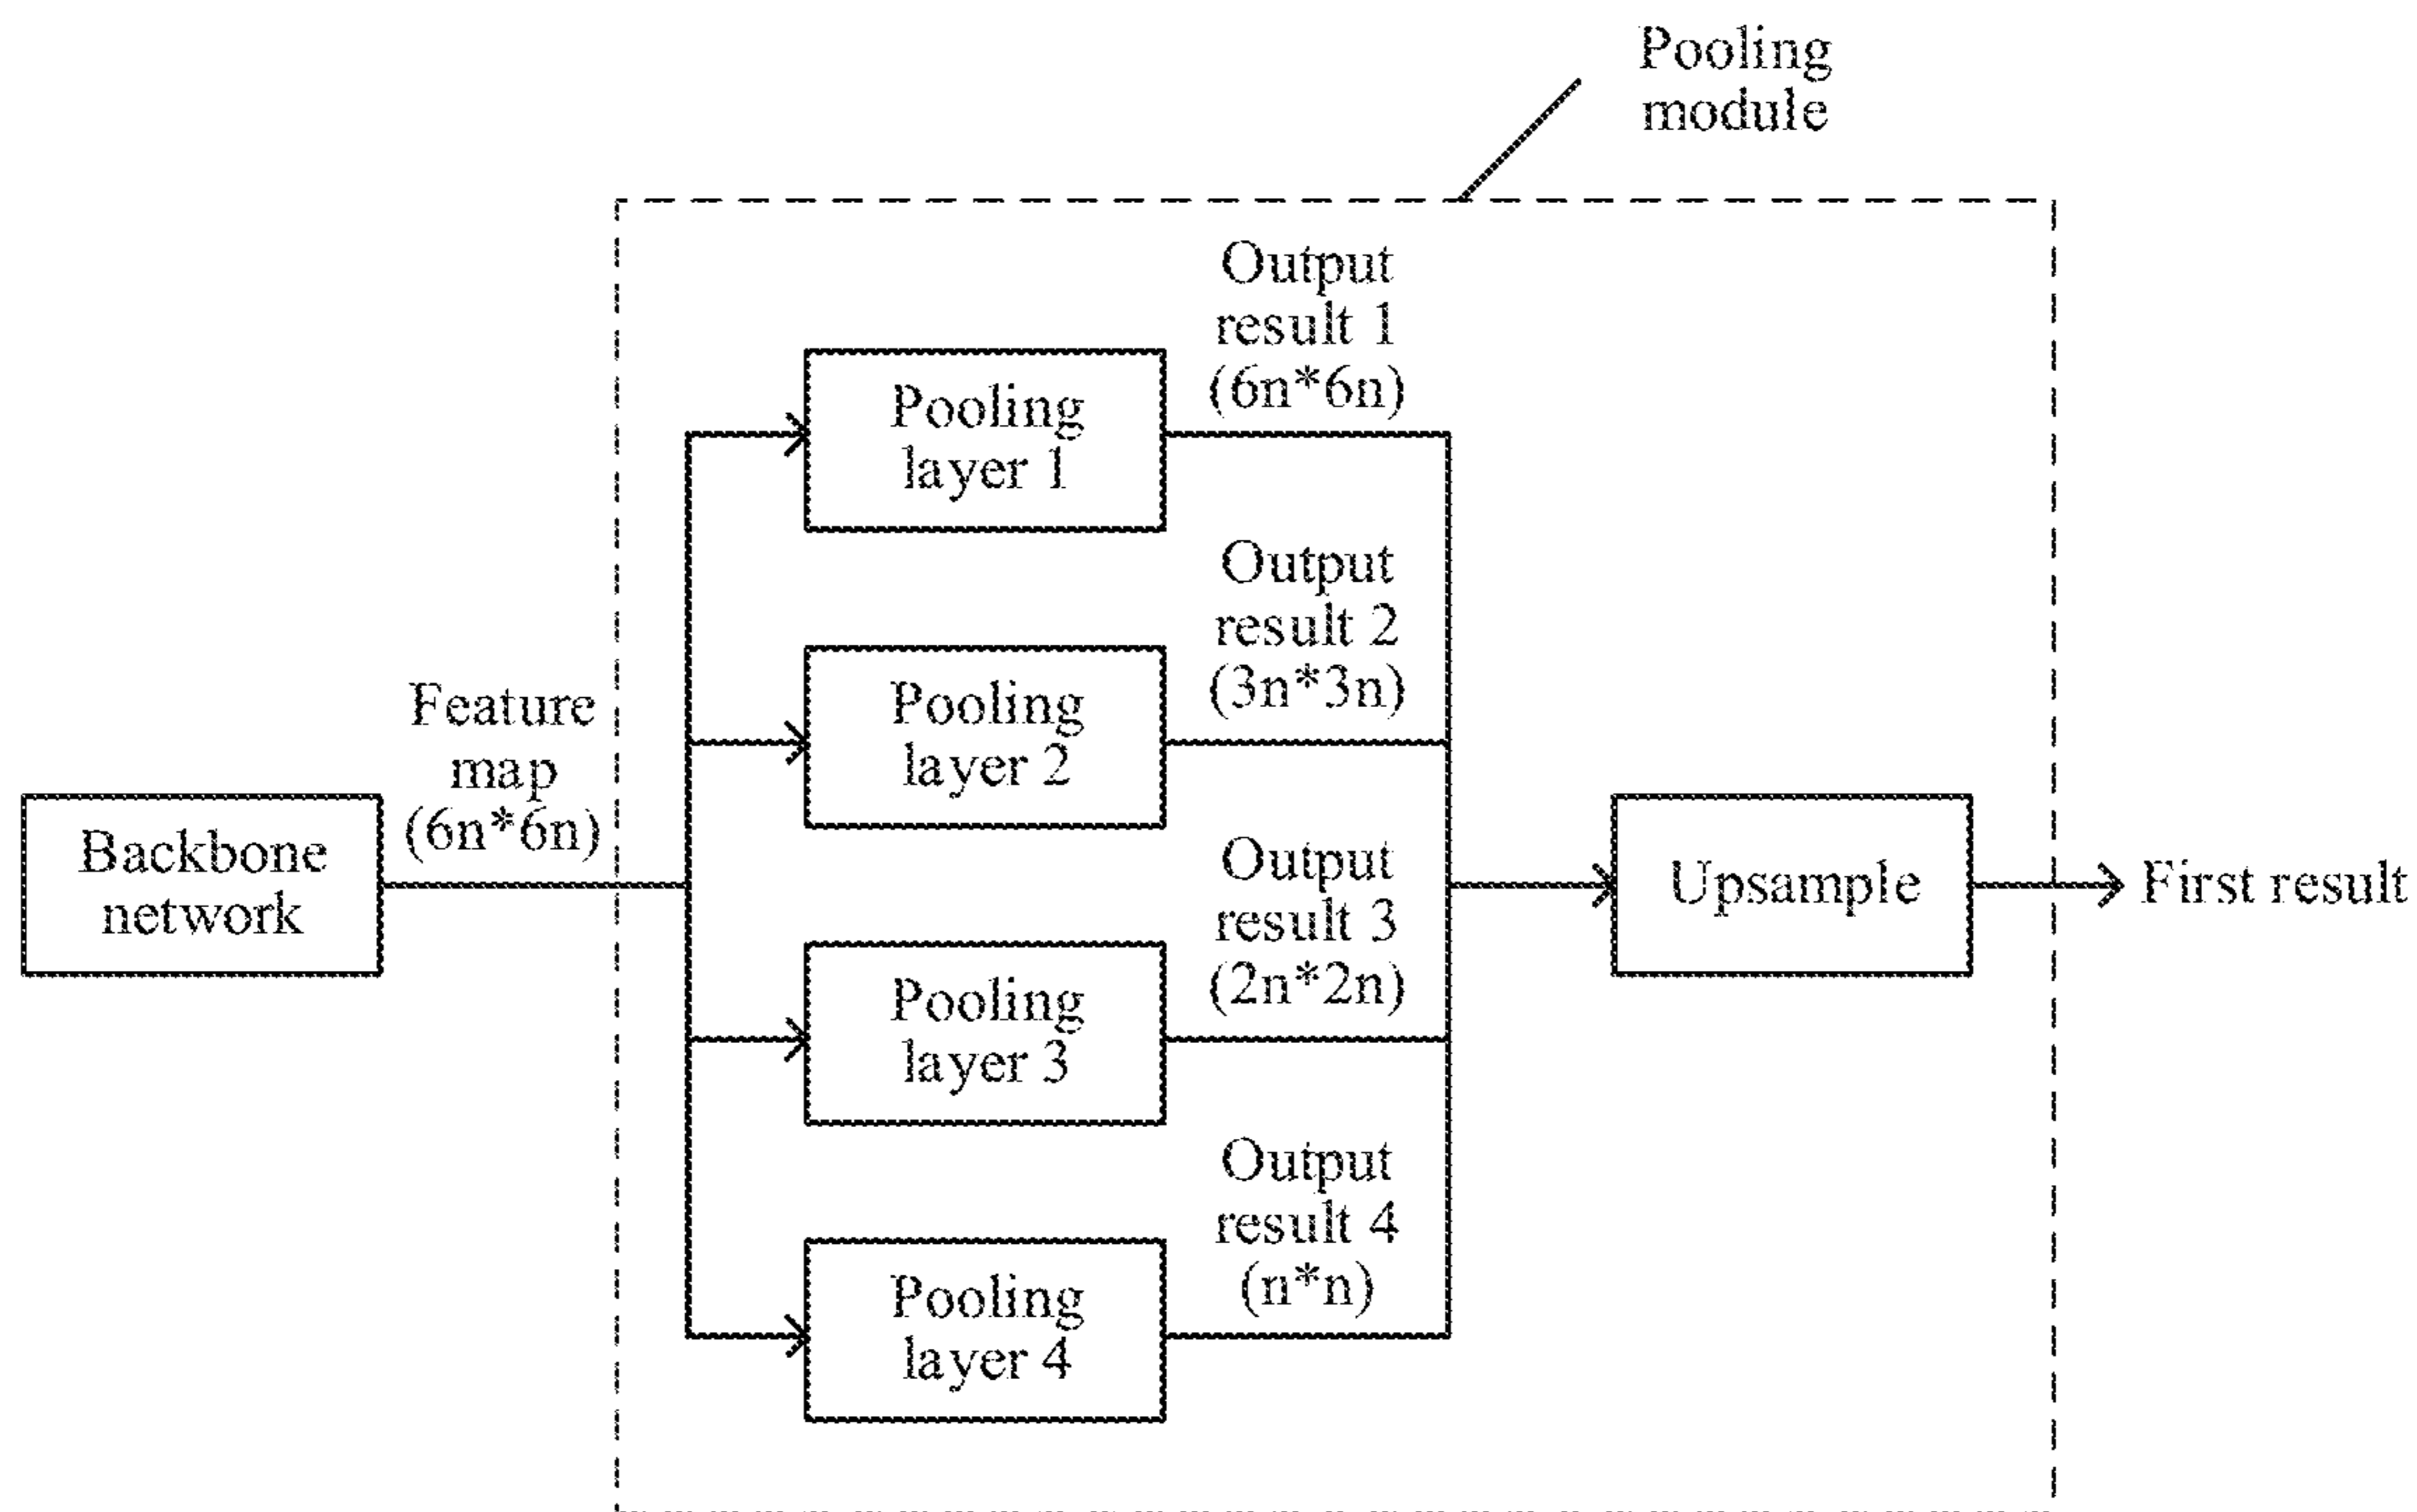 Pooling
module
Output
result 1
(6n*6n)
Pooling
layer 1
Output
result 2
(3n*3n)
Pooling
layer 2
Feature
map
(6n*6n)
Backbone
network
Output
result 3
(2n*2n)
Pooling
layer 3
Upsample
First result
Output
result 4
(n*n)
Pooling
layer 4